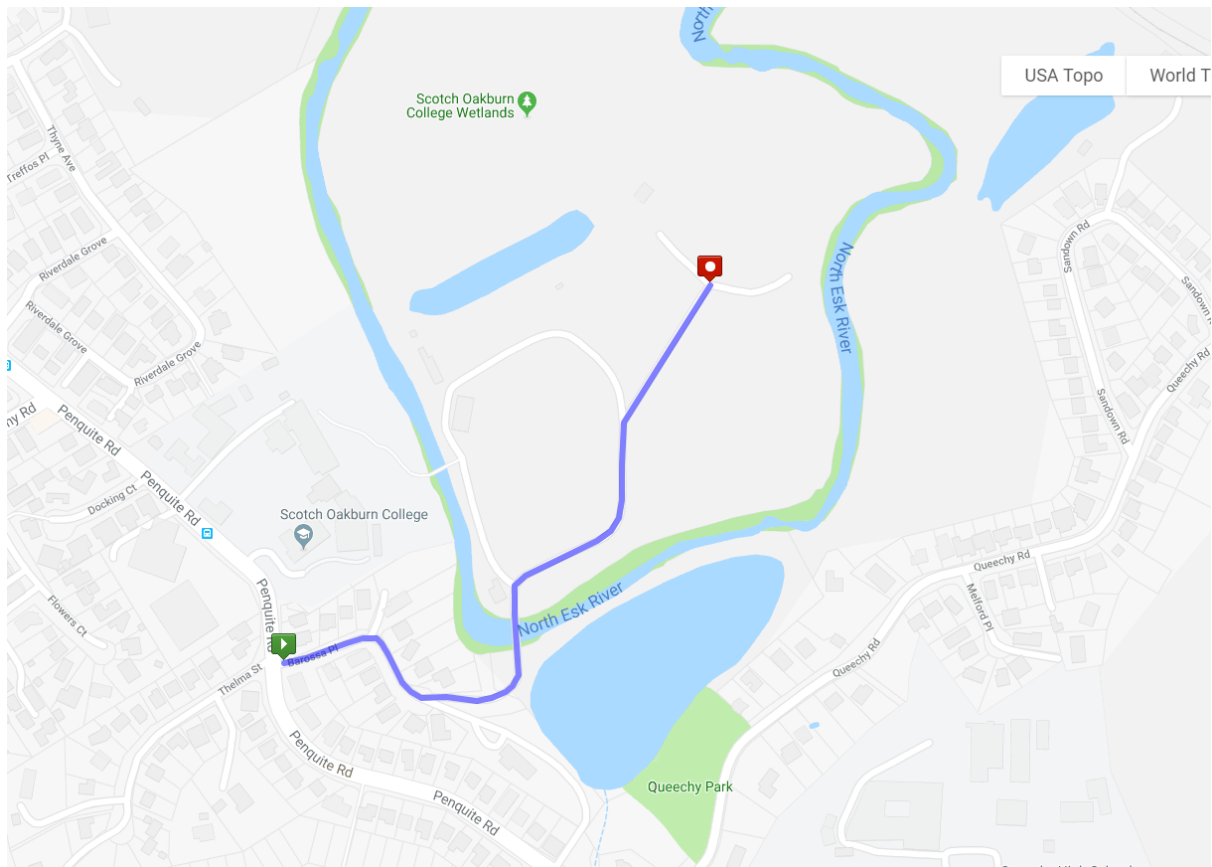 North
USA Topo
World T
Scotch Oakburn
College Wetlands
Thyne Ave
Treffos Pl
Riverdale Grove
Riverdale Grove
Riverdale Grove
Sandown Rd
Sandown R
North Esk River
Queechy Rd
Sandown Rd
hy Rd
Penquite Rd
Penquite Rd
Docking Ct
Scotch Oakburn College
Queechy Rd
Melford Pl
Flowers Ct
Penquite Rd
North Esk River
Barossa Pl
Thelma St
Queechy Rd
Penquite Rd
Queechy Park
Penquite Rd